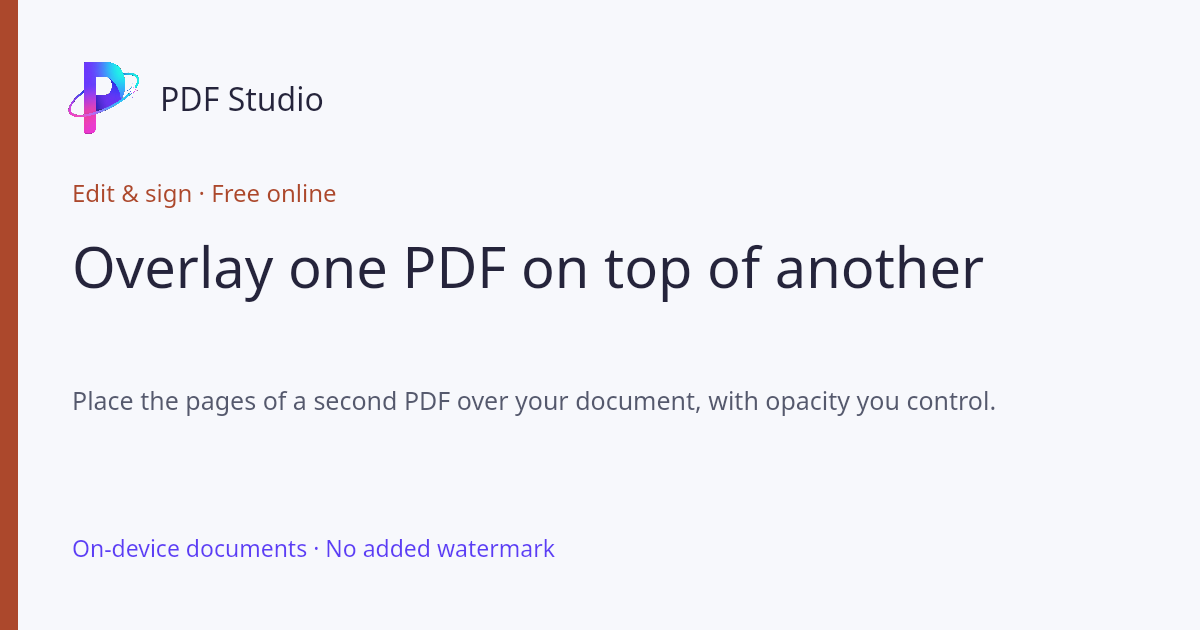 PDF Studio
Edit & sign · Free online
Overlay one PDF on top of another
Place the pages of a second PDF over your document, with opacity you control.
On-device documents · No added watermark